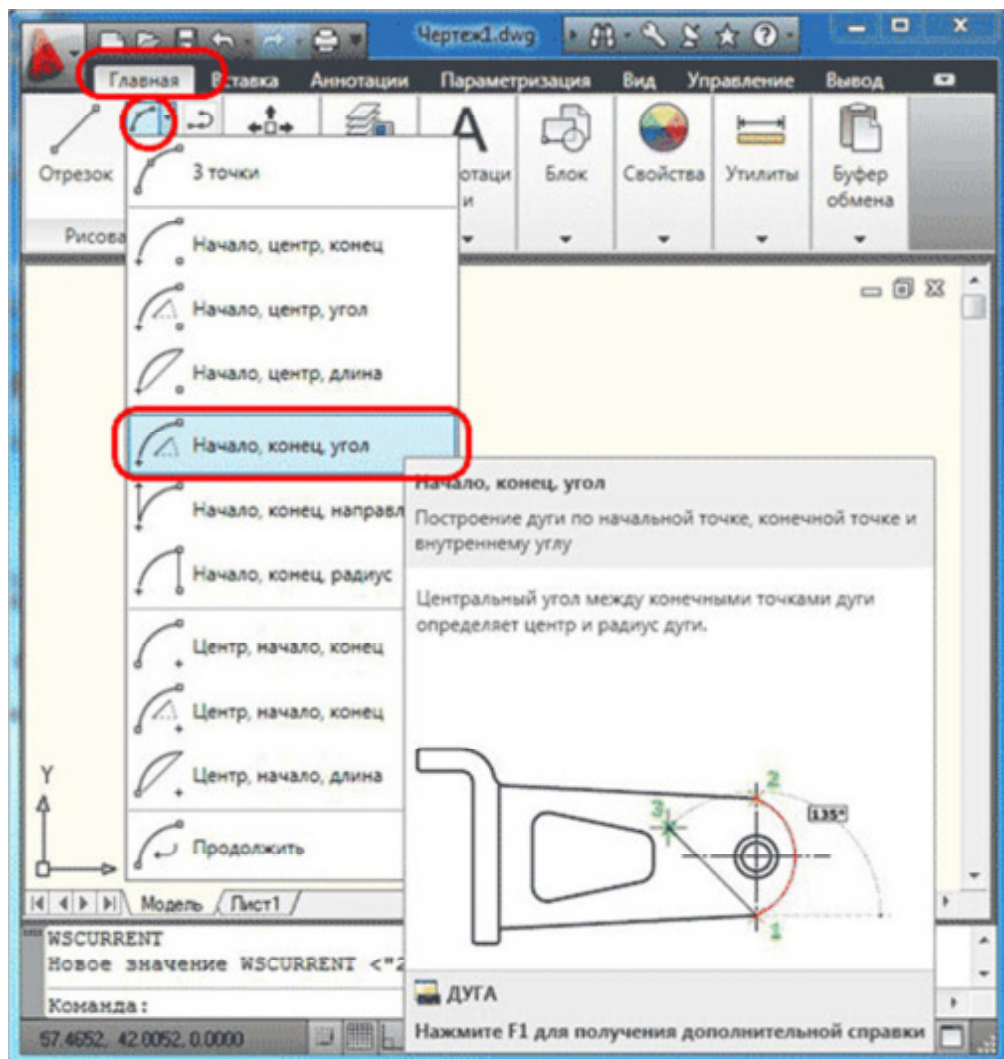 Чертеж1.dwg
Главная Вставка Аннотации Параметризация Вид Управление Вывод
Отрезок
Блок
Свойства
Утилиты
Буфер
обмена
отаци
и
Рисова
3 точки
Начало, центр, конец
Начало, центр, угол
Начало, центр, длина
Начало, конец, угол
Начало, конец, направл
Начало, конец, радиус
Центр, начало, конец
Центр, начало, конец
Центр, начало, длина
Продолжить
Начало, конец, угол
Построение дуги по начальной точке, конечной точке и
внутреннему углу
Центральный угол между конечными точками дуги
определяет центр и радиус дуги.
2
3
135°
1
ДУГА
Нажмите F1 для получения дополнительной справки
Y
Модель Лист1
WSCURRENT
Новое значение WSCURRENT <"2
Команда:
57.4652, 42.0052, 0.0000